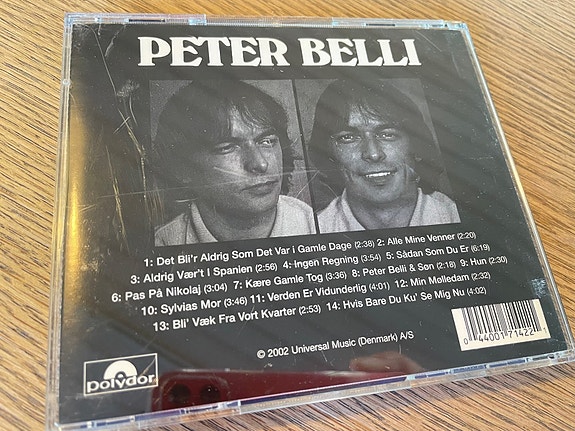 PETER BELLI
1: Det Bli'r Aldrig Som Det Var i Gamle Dage (2:38) 2: Alle Mine Venner (2:20)
3: Aldrig Vær't I Spanien (2:56) 4: Ingen Regning (3:54) 5: Sådan Som Du Er (6:19)
6: Pas På Nikolaj (3:04) 7: Kære Gamle Tog (3:36) 8: Peter Belli & Søn (2:18) 9: Hun (2:30)
10: Sylvias Mor (3:46) 11: Verden Er Vidunderlig (4:01) 12: Min Mølledam (2:32)
13: Bli' Væk Fra Vort Kvarter (2:53) 14: Hvis Bare Du Ku' Se Mig Nu (4:02)
© 2002 Universal Music (Denmark) A/S
0 44001 71422 1
polydor